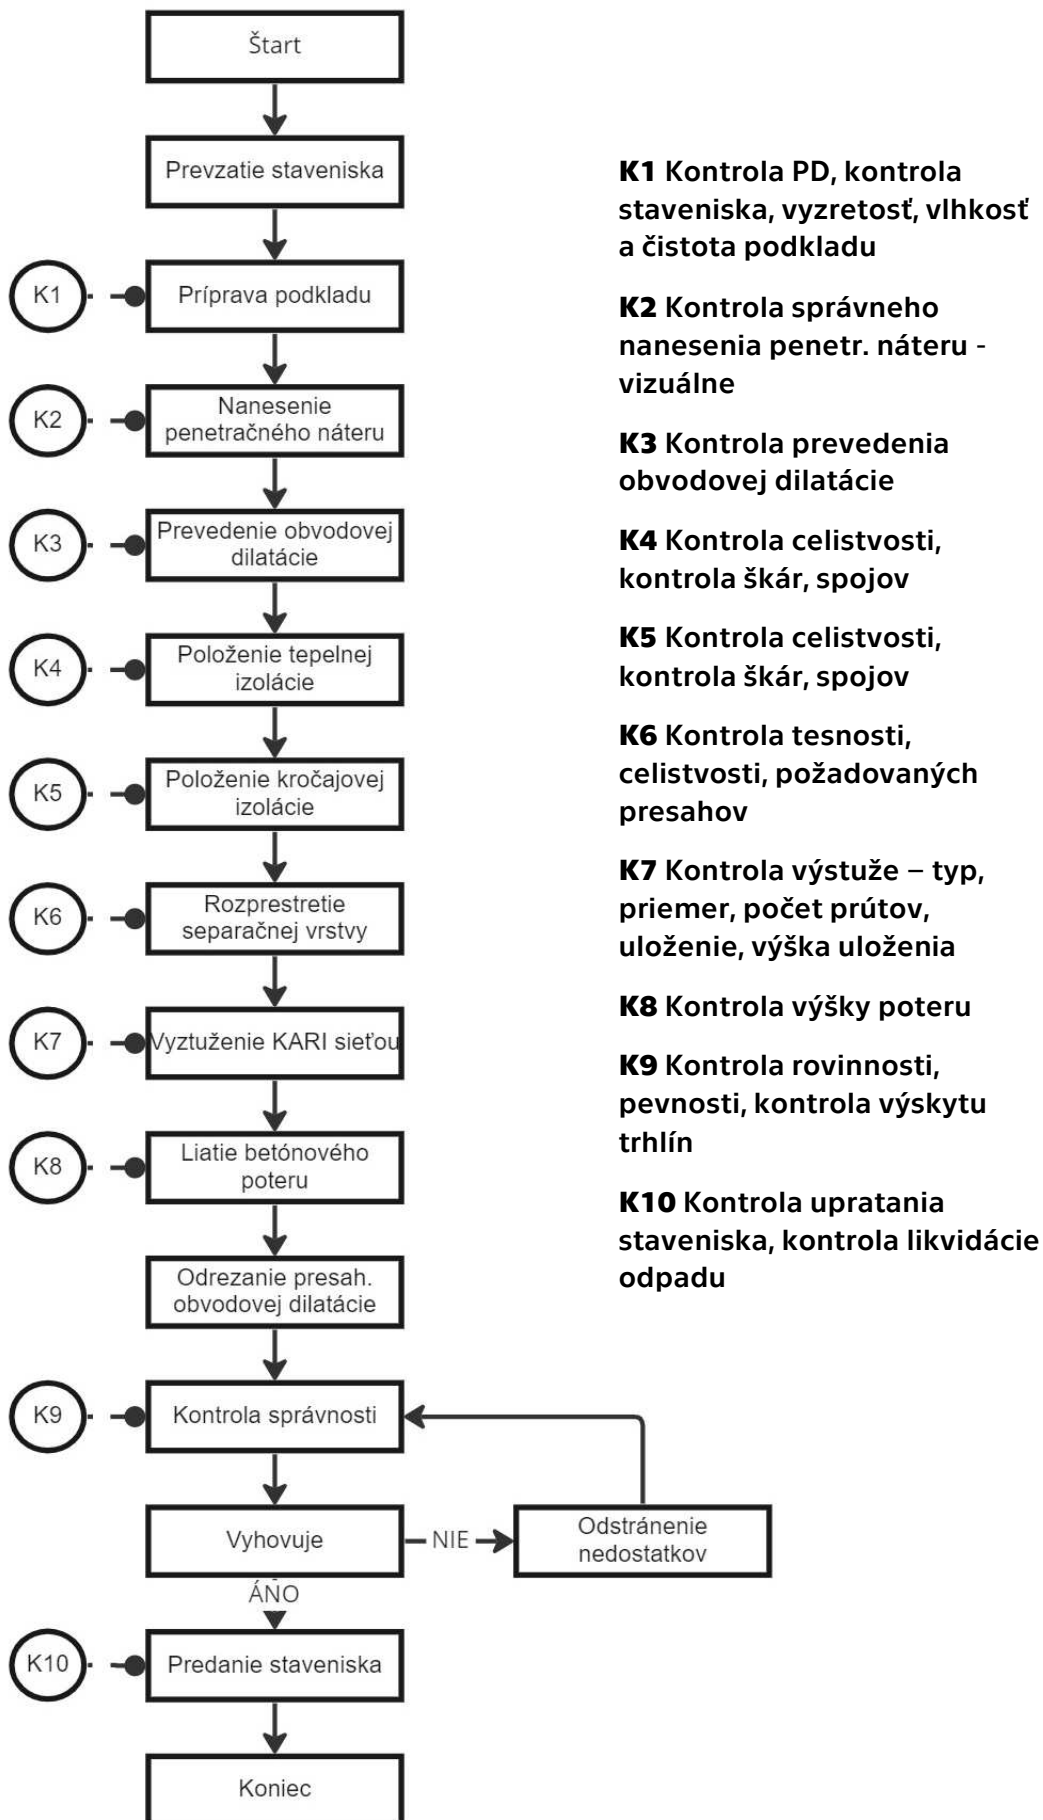 Štart
Prevzatie staveniska
K1
Príprava podkladu
K2
Nanesenie
penetračného náteru
K3
Prevedenie obvodovej
dilatácie
K4
Položenie tepelnej
izolácie
K5
Položenie kročajovej
izolácie
K6
Rozprestretie
separačnej vrstvy
K7
Vyztuženie KARI sieťou
K8
Liatie betónového
poteru
Odrezanie presah.
obvodovej dilatácie
K9
Kontrola správnosti
Vyhovuje
NIE
Odstránenie
nedostatkov
ÁNO
K10
Predanie staveniska
Koniec
K1 Kontrola PD, kontrola
staveniska, vyzretosť, vlhkosť
a čistota podkladu
K2 Kontrola správneho
nanesenia penetr. náteru -
vizuálne
K3 Kontrola prevedenia
obvodovej dilatácie
K4 Kontrola celistvosti,
kontrola škár, spojov
K5 Kontrola celistvosti,
kontrola škár, spojov
K6 Kontrola tesnosti,
celistvosti, požadovaných
presahov
K7 Kontrola výstuže – typ,
priemer, počet prútov,
uloženie, výška uloženia
K8 Kontrola výšky poteru
K9 Kontrola rovinnosti,
pevnosti, kontrola výskytu
trhlín
K10 Kontrola upratania
staveniska, kontrola likvidácie
odpadu